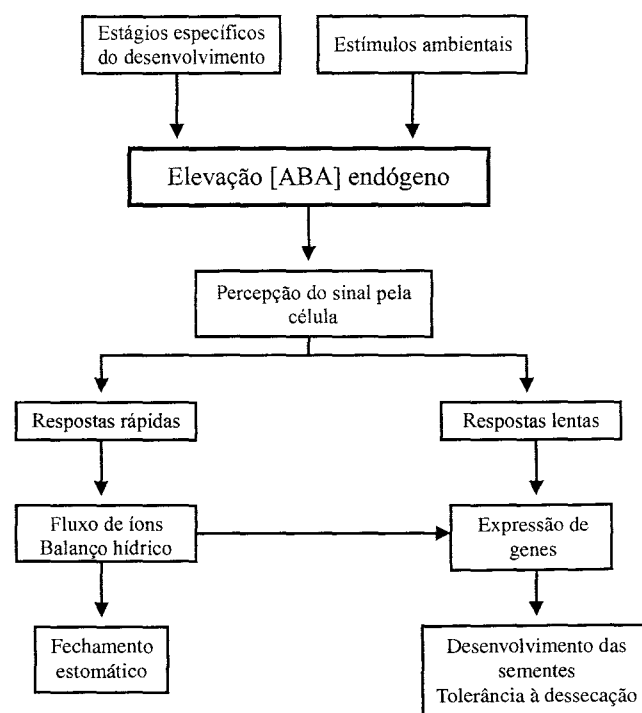 Estágios específicos
do desenvolvimento
Estímulos ambientais
Elevação [ABA] endógeno
Percepção do sinal pela
célula
Respostas rápidas
Respostas lentas
Fluxo de íons
Balanço hídrico
Expressão de
genes
Fechamento
estomático
Desenvolvimento das
sementes
Tolerância à dessecação